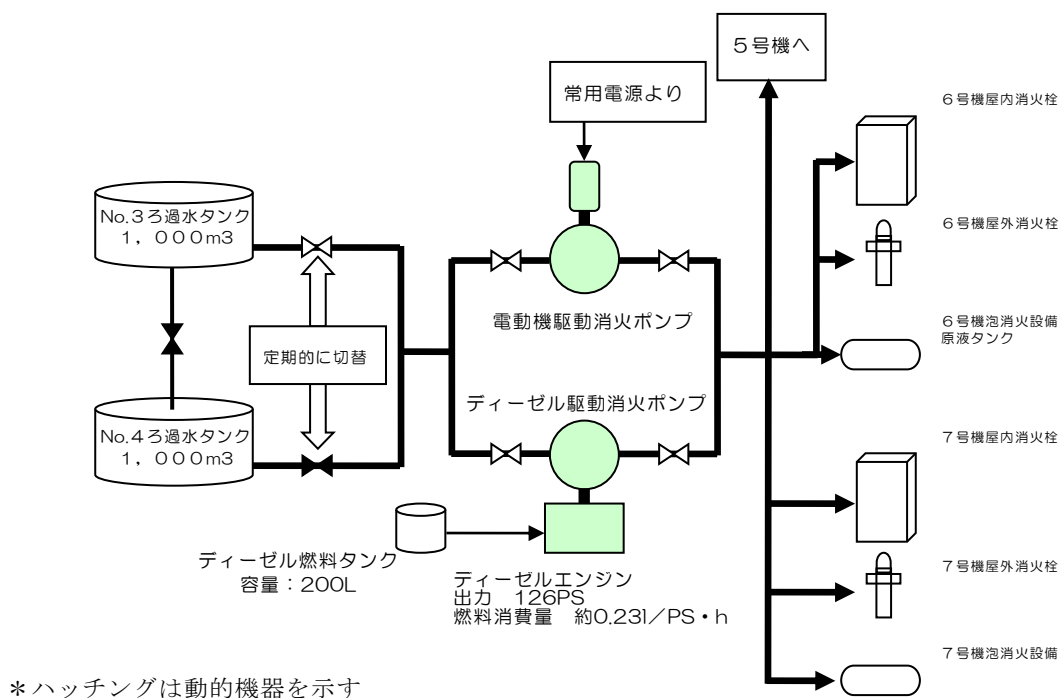 5号機へ
常用電源より
6号機屋内消火栓
No.3ろ過水タンク
1，000m3
6号機屋外消火栓
電動機駆動消火ポンプ
6号機泡消火設備
原液タンク
定期的に切替
ディーゼル駆動消火ポンプ
No.4ろ過水タンク
1，000m3
7号機屋内消火栓
ディーゼル燃料タンク
容量：200L
ディーゼルエンジン
出力　126PS
燃料消費量　約0.23l／PS・h
7号機屋外消火栓
7号機泡消火設備
＊ハッチングは動的機器を示す